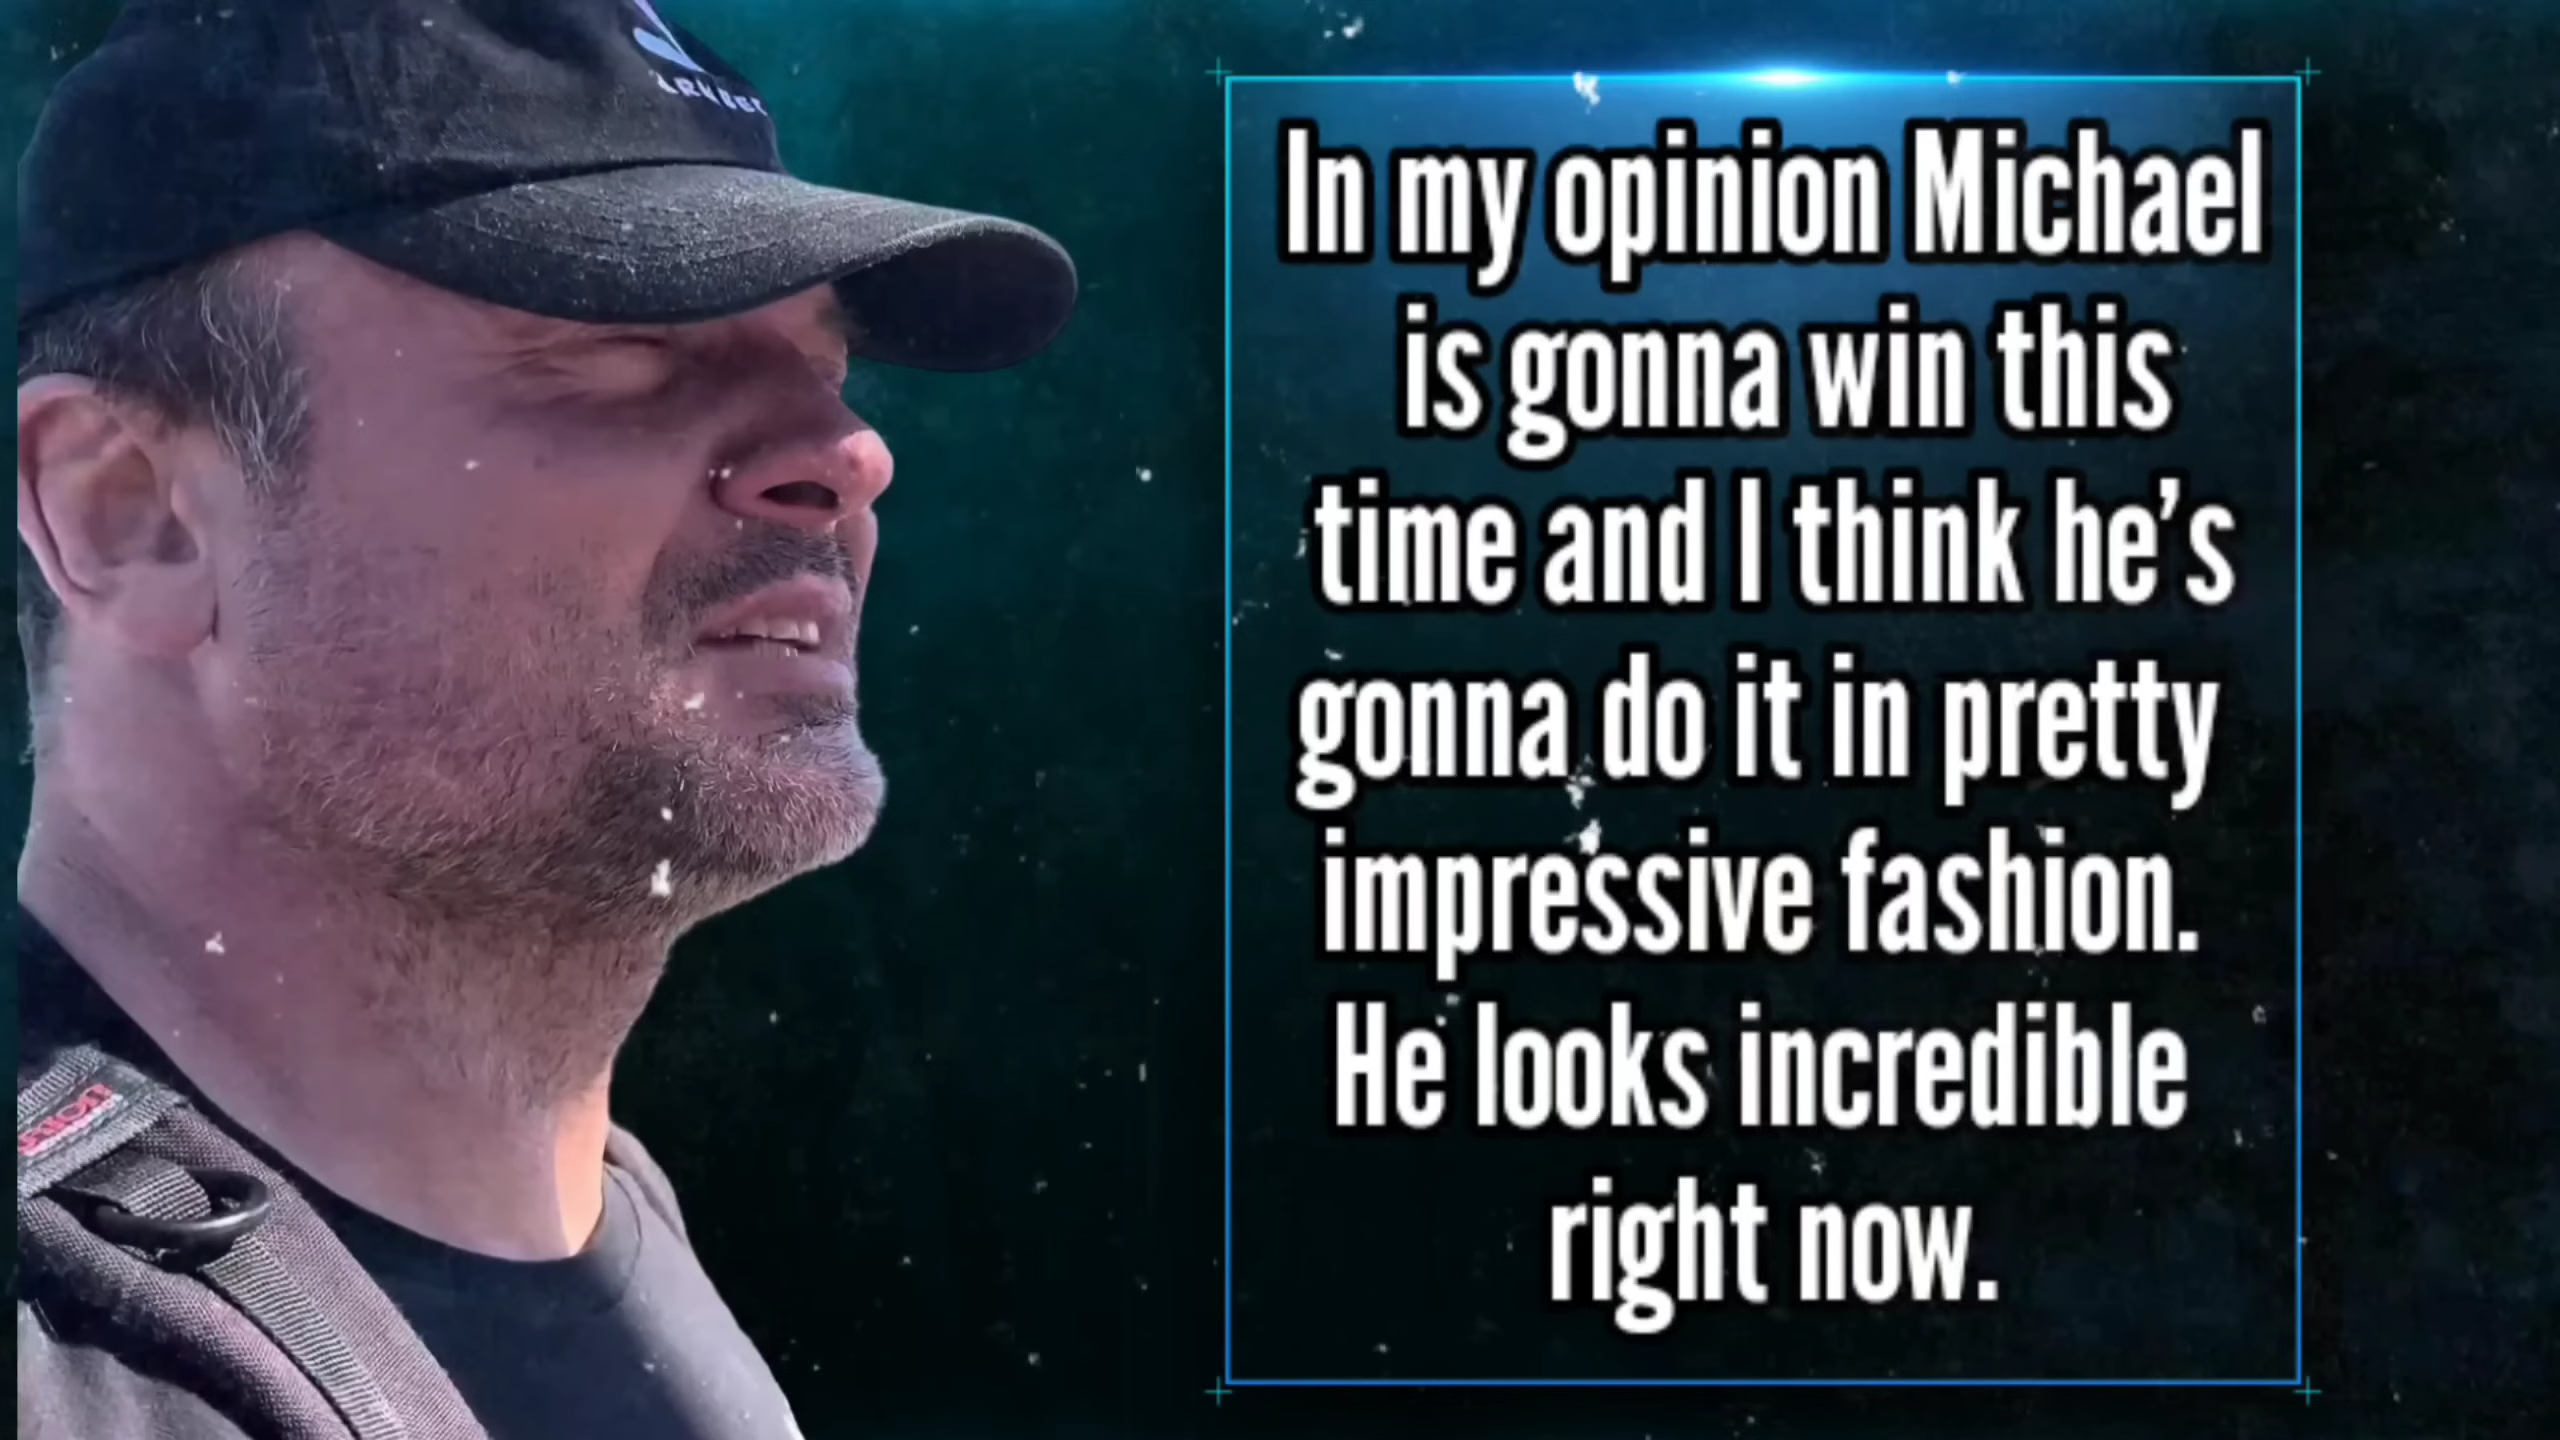 In my opinion Michael
is gonna win this
time and I think he's
gonna do it in pretty
impressive fashion.
He looks incredible
right now.